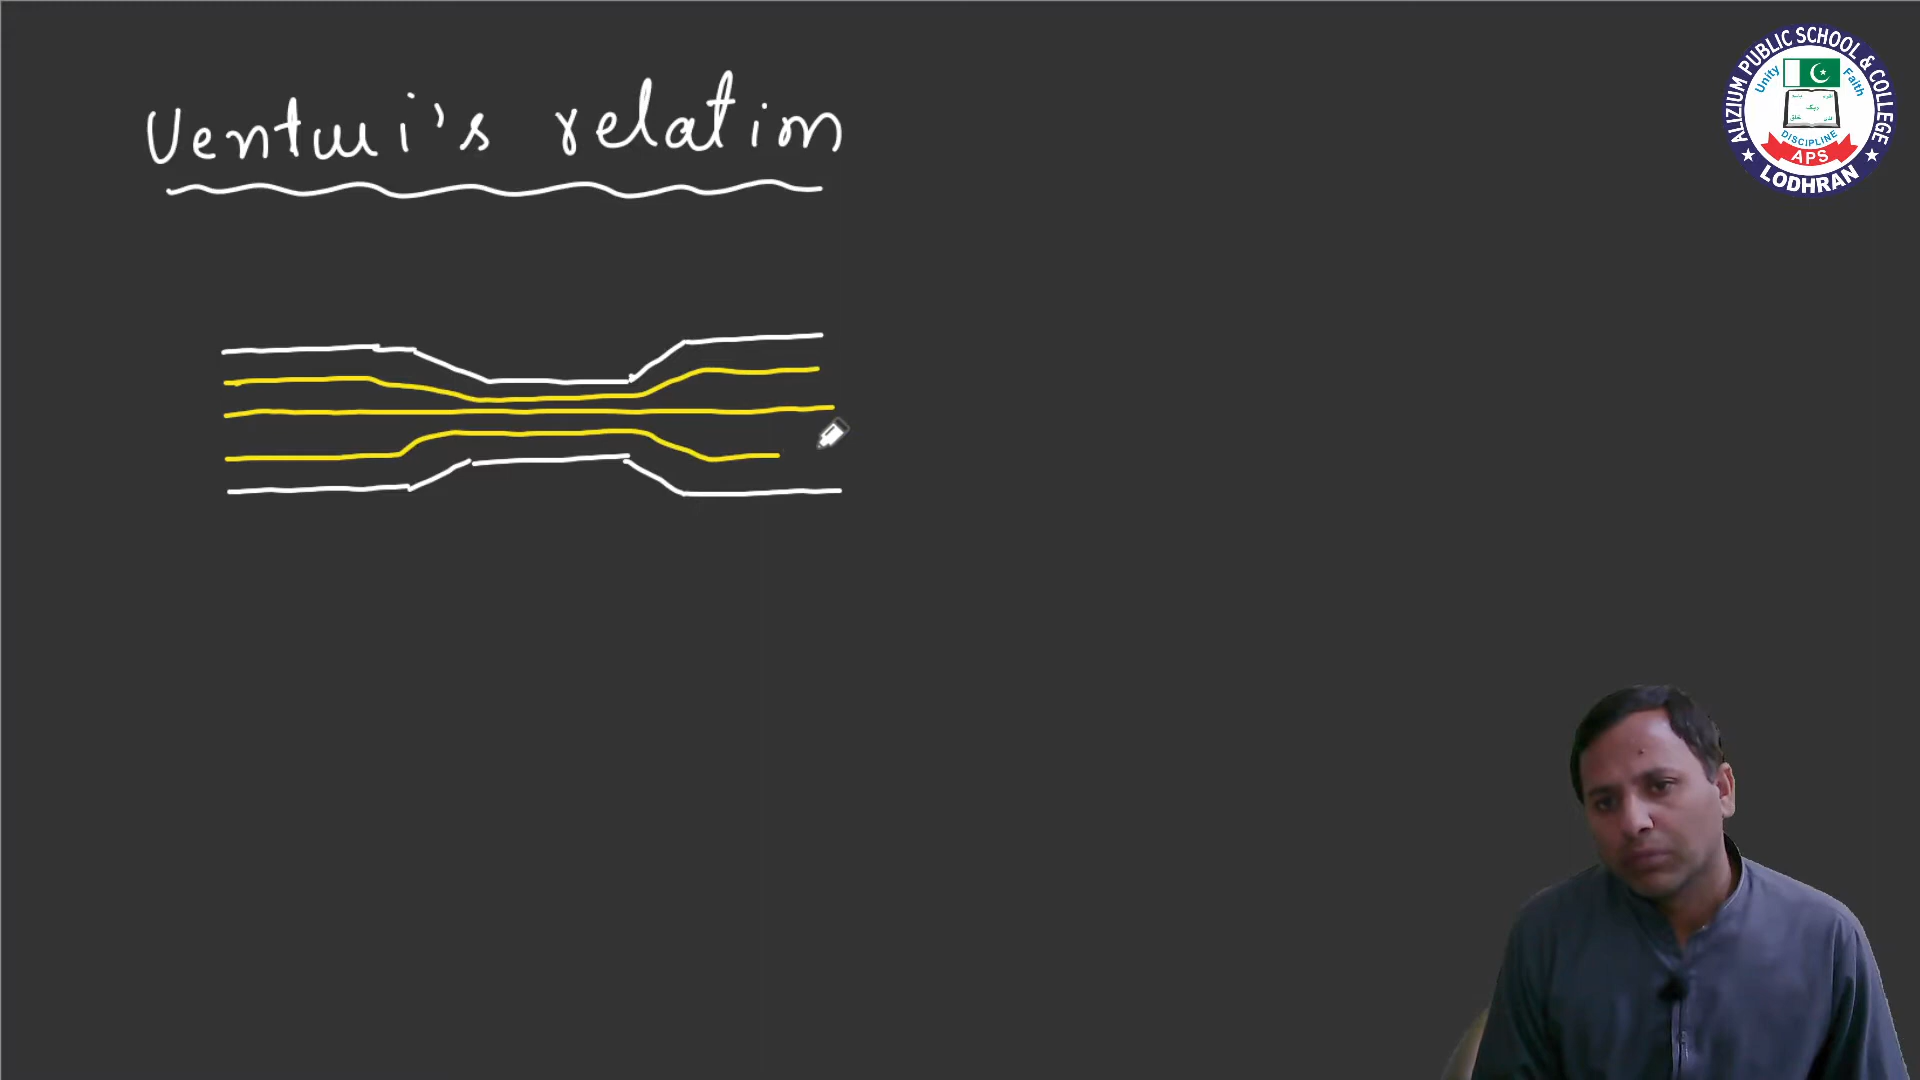 Venturi's relation
ALIZIUM PUBLIC SCHOOL & COLLEGE
Unity
Faith
DISCIPLINE
APS
LODHRAN